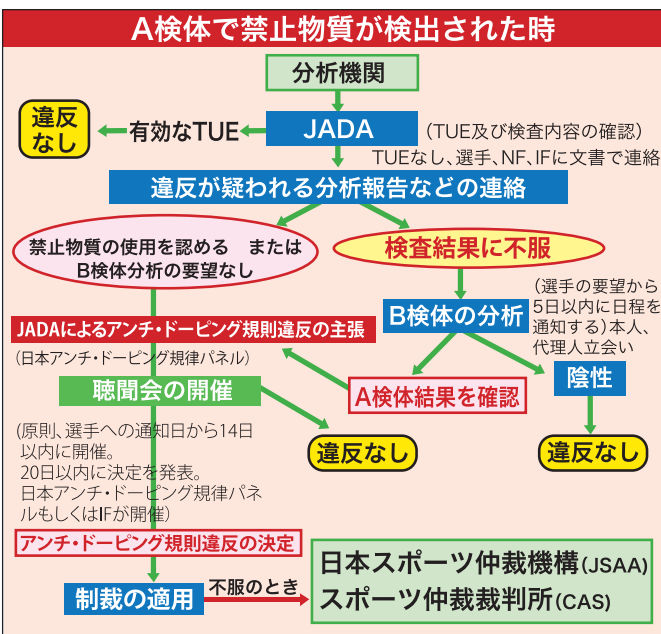 A検体で禁止物質が検出された時
分析機関
違反
なし
有効なTUE
JADA
(TUE及び検査内容の確認)
TUEなし、選手、NF、IFに文書で連絡
違反が疑われる分析報告などの連絡
禁止物質の使用を認める または
B検体分析の要望なし
検査結果に不服
B検体の分析
(選手の要望から
5日以内に日程を
通知する)本人、
代理人立会い
JADAによるアンチ・ドーピング規則違反の主張
(日本アンチ・ドーピング規律パネル)
聴聞会の開催
A検体結果を確認
陰性
違反なし
違反なし
(原則、選手への通知日から14日
以内に開催。
20日以内に決定を発表。
日本アンチ・ドーピング規律パネ
ルもしくはIFが開催)
アンチ・ドーピング規則違反の決定
制裁の適用
不服のとき
日本スポーツ仲裁機構(JSAA)
スポーツ仲裁裁判所(CAS)